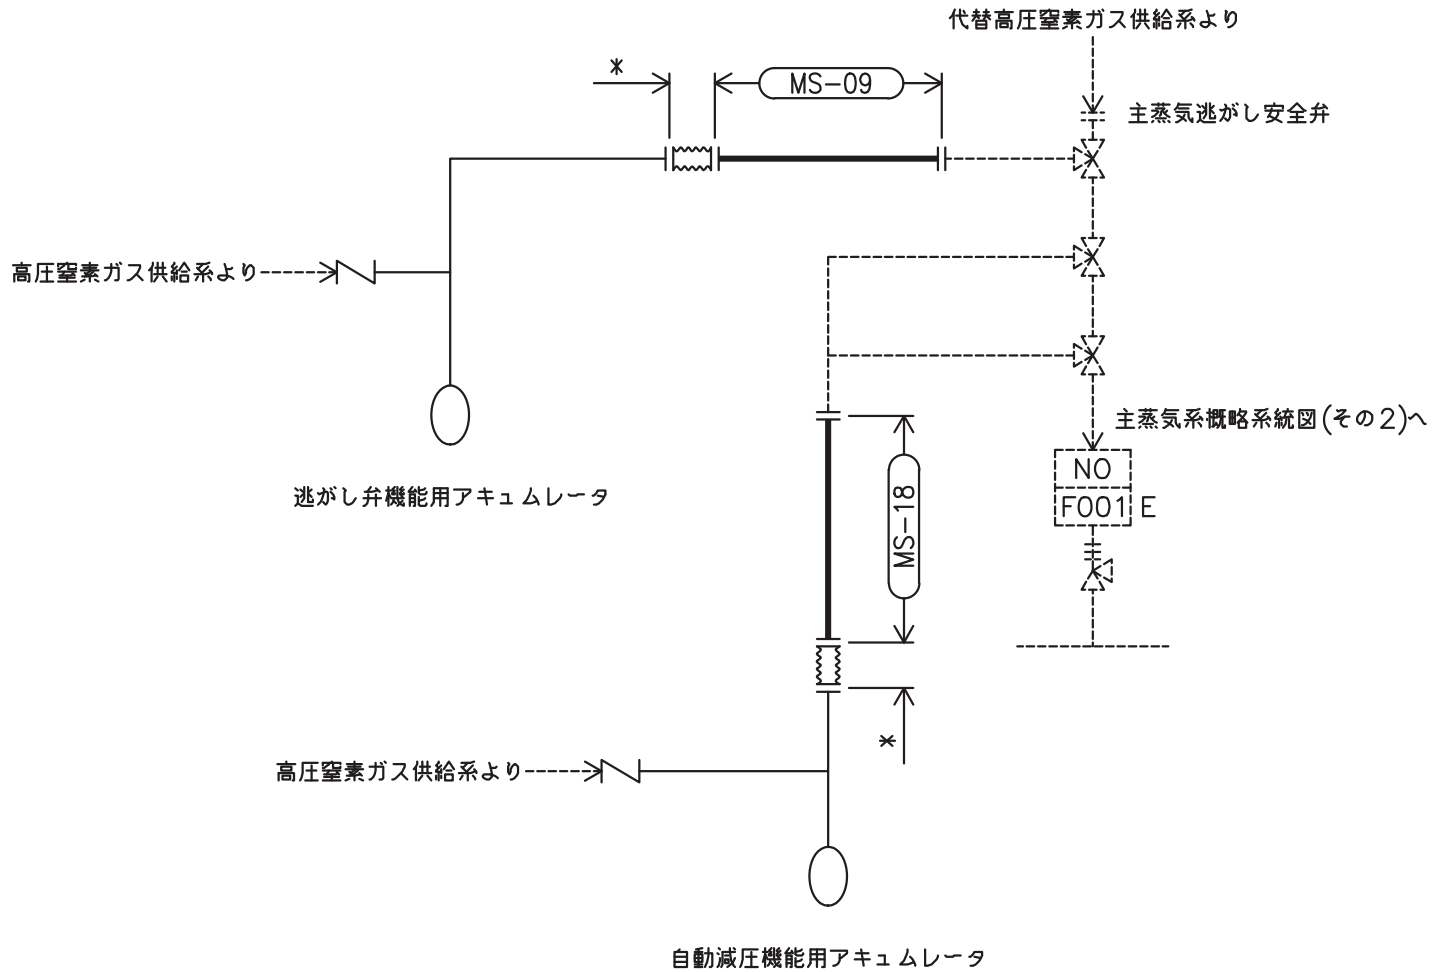 代替高圧窒素ガス供給系より
*
MS-09
主蒸気逃がし安全弁
高圧窒素ガス供給系より
主蒸気系概略系統図(その2)へ
NO
F001 E
逃がし弁機能用アキュムレータ
MS-18
*
高圧窒素ガス供給系より
自動減圧機能用アキュムレータ